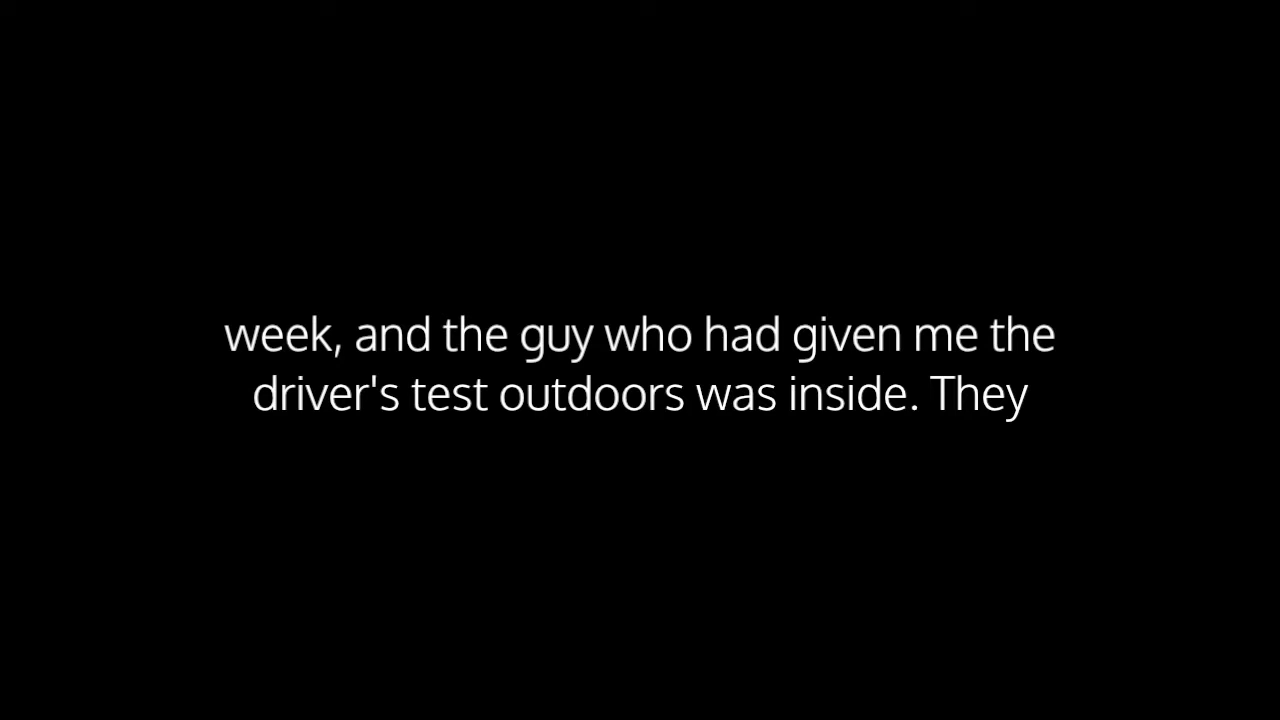 week, and the guy who had given me the
driver's test outdoors was inside. They